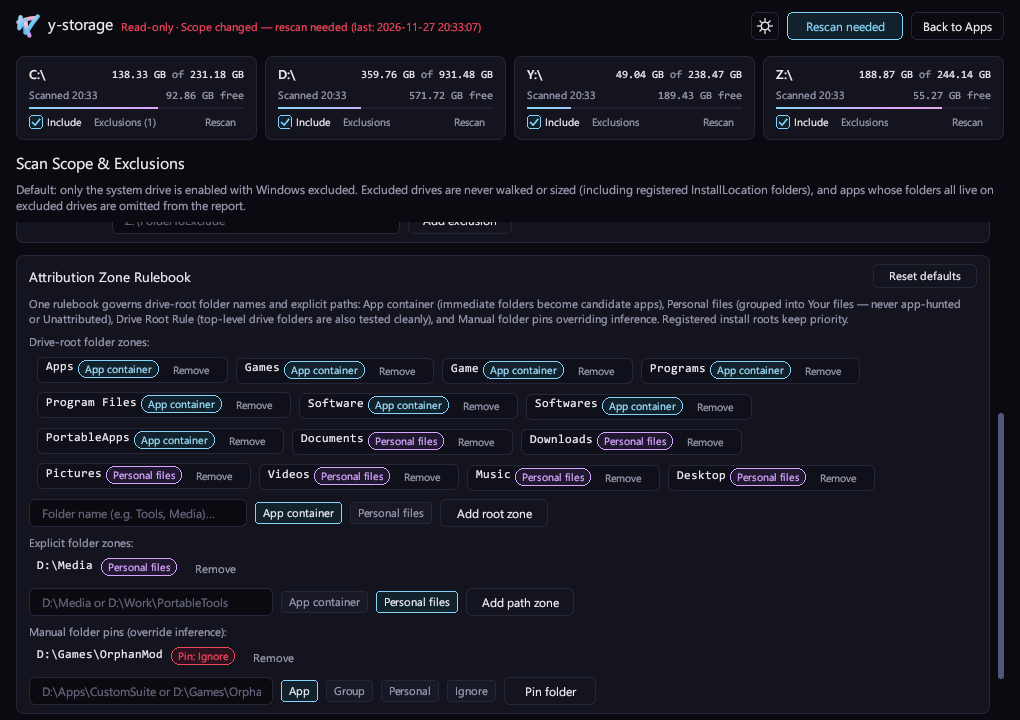 y-storage Read-only · Scope changed — rescan needed (last: 2026-11-27 20:33:07) Rescan needed Back to Apps
C:\ 138.33 GB of 231.18 GB
Scanned 20:33 92.86 GB free
Include Exclusions (1) Rescan
D:\ 359.76 GB of 931.48 GB
Scanned 20:33 571.72 GB free
Include Exclusions Rescan
Y:\ 49.04 GB of 238.47 GB
Scanned 20:33 189.43 GB free
Include Exclusions Rescan
Z:\ 188.87 GB of 244.14 GB
Scanned 20:33 55.27 GB free
Include Exclusions Rescan
Scan Scope & Exclusions
Default: only the system drive is enabled with Windows excluded. Excluded drives are never walked or sized (including registered InstallLocation folders), and apps whose folders all live on
excluded drives are omitted from the report.
Z:\FolderToExclude Add exclusion
Attribution Zone Rulebook Reset defaults
One rulebook governs drive-root folder names and explicit paths: App container (immediate folders become candidate apps), Personal files (grouped into Your files — never app-hunted
or Unattributed), Drive Root Rule (top-level drive folders are also tested cleanly), and Manual folder pins overriding inference. Registered install roots keep priority.
Drive-root folder zones:
Apps App container Remove Games App container Remove Game App container Remove Programs App container Remove
Program Files App container Remove Software App container Remove Softwares App container Remove
PortableApps App container Remove Documents Personal files Remove Downloads Personal files Remove
Pictures Personal files Remove Videos Personal files Remove Music Personal files Remove Desktop Personal files Remove
Folder name (e.g. Tools, Media)... App container Personal files Add root zone
Explicit folder zones:
D:\Media Personal files Remove
D:\Media or D:\Work\PortableTools App container Personal files Add path zone
Manual folder pins (override inference):
D:\Games\OrphanMod Pin: Ignore Remove
D:\Apps\CustomSuite or D:\Games\Orpha App Group Personal Ignore Pin folder